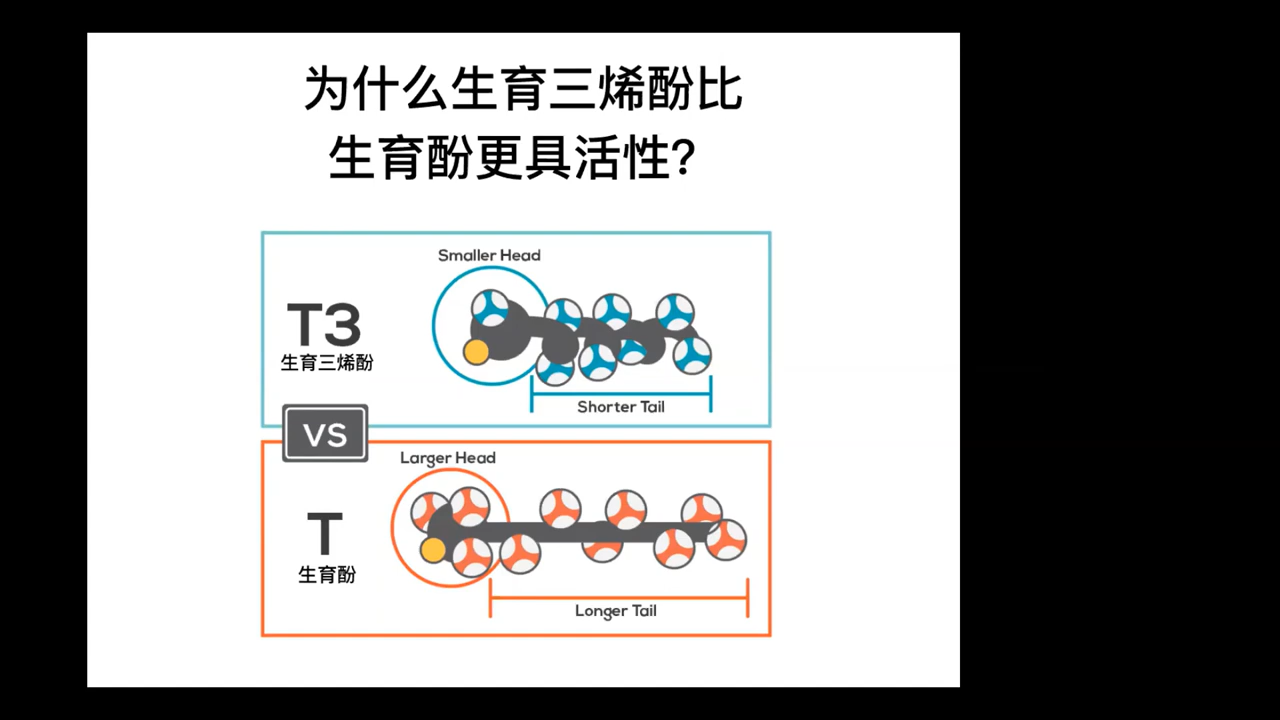 为什么生育三烯酚比
生育酚更具活性?
Smaller Head
T3
生育三烯酚
Shorter Tail
VS
Larger Head
T
生育酚
Longer Tail